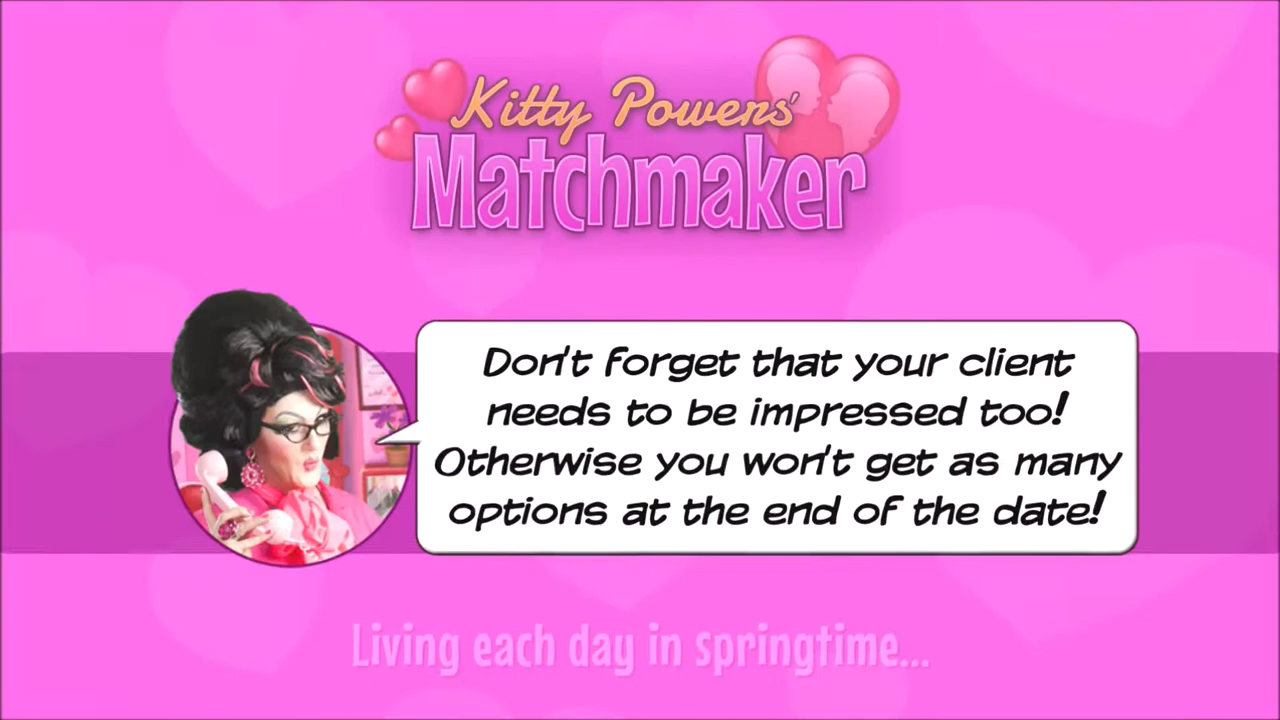 Kitty Powers'
Matchmaker
Don't forget that your client
needs to be impressed too!
Otherwise you won't get as many
options at the end of the date!
Living each day in springtime...